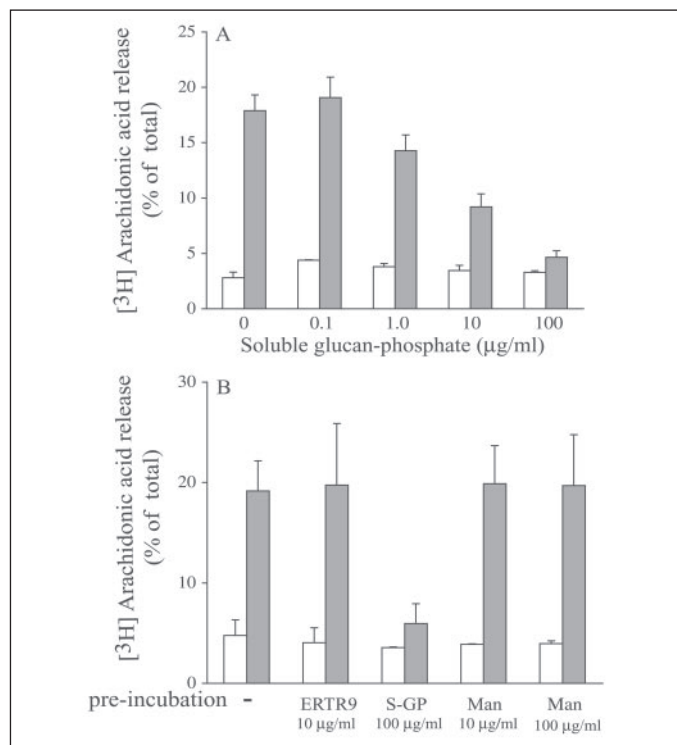 A
[3H] Arachidonic acid release
(% of total)
25
20
15
10
5
0
0 0.1 1.0 10 100
Soluble glucan-phosphate (μg/ml)
B
[3H] Arachidonic acid release
(% of total)
30
20
10
0
pre-incubation - ERTR9 S-GP Man Man
10 μg/ml 100 μg/ml 10 μg/ml 100 μg/ml